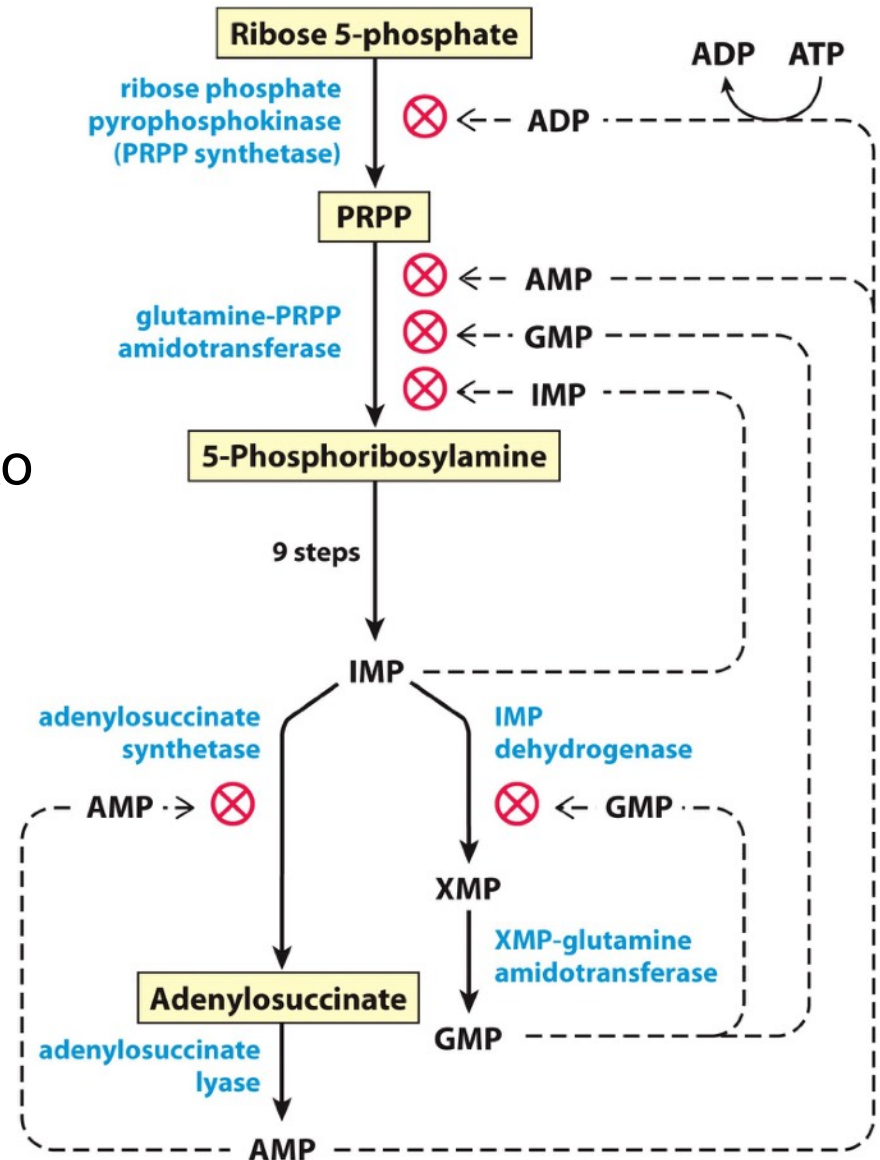 Ribose 5-phosphate
ADP ATP
ribose phosphate
pyrophosphokinase
(PRPP synthetase)
ADP
PRPP
AMP
glutamine-PRPP
amidotransferase
GMP
IMP
o
5-Phosphoribosylamine
9 steps
IMP
adenylosuccinate
synthetase
IMP
dehydrogenase
AMP
GMP
XMP
XMP-glutamine
amidotransferase
Adenylosuccinate
GMP
adenylosuccinate
lyase
AMP